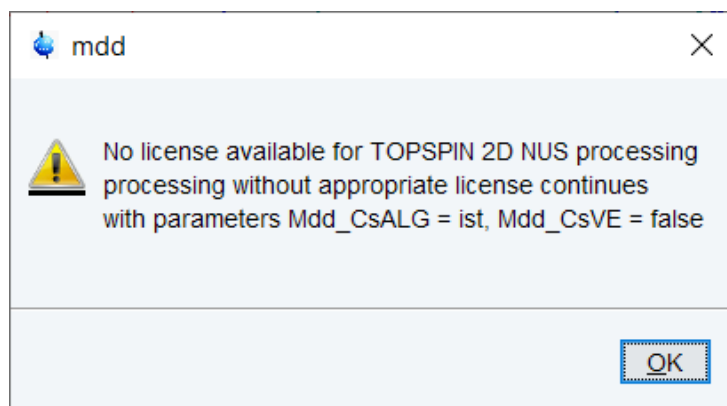 mdd
No license available for TOPSPIN 2D NUS processing
processing without appropriate license continues
with parameters Mdd_CsALG = ist, Mdd_CsVE = false
OK